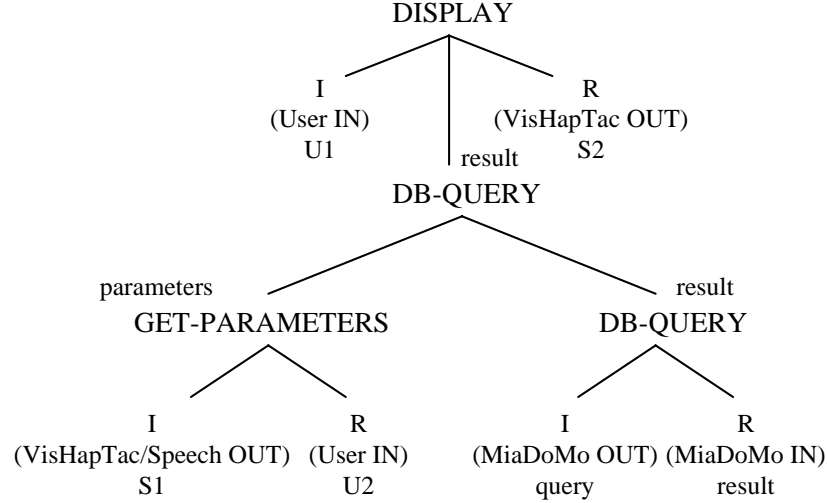 DISPLAY
I R
(User IN) (VisHapTac OUT)
U1 S2
result
DB-QUERY
parameters result
GET-PARAMETERS DB-QUERY
I R I R
(VisHapTac/Speech OUT) (User IN) (MiaDoMo OUT) (MiaDoMo IN)
S1 U2 query result